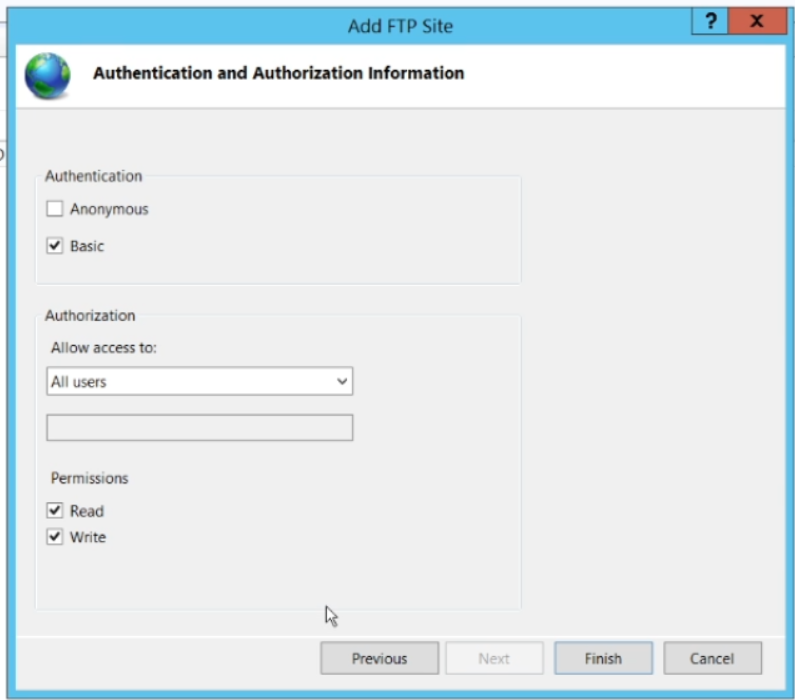 Add FTP Site
? X
Authentication and Authorization Information
Authentication
Anonymous
Basic
Authorization
Allow access to:
All users
Permissions
Read
Write
Previous Next Finish Cancel